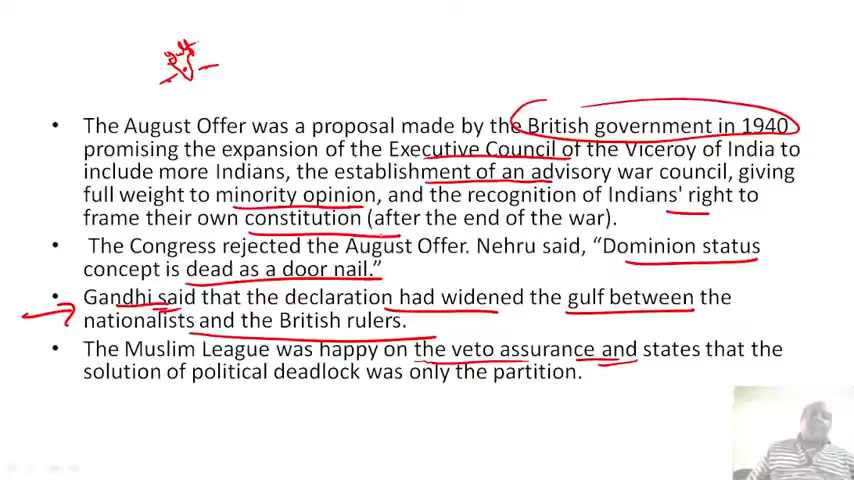 gulf
• The August Offer was a proposal made by the British government in 1940
promising the expansion of the Executive Council of the Viceroy of India to
include more Indians, the establishment of an advisory war council, giving
full weight to minority opinion, and the recognition of Indians' right to
frame their own constitution (after the end of the war).
• The Congress rejected the August Offer. Nehru said, “Dominion status
concept is dead as a door nail.”
• Gandhi said that the declaration had widened the gulf between the
nationalists and the British rulers.
• The Muslim League was happy on the veto assurance and states that the
solution of political deadlock was only the partition.